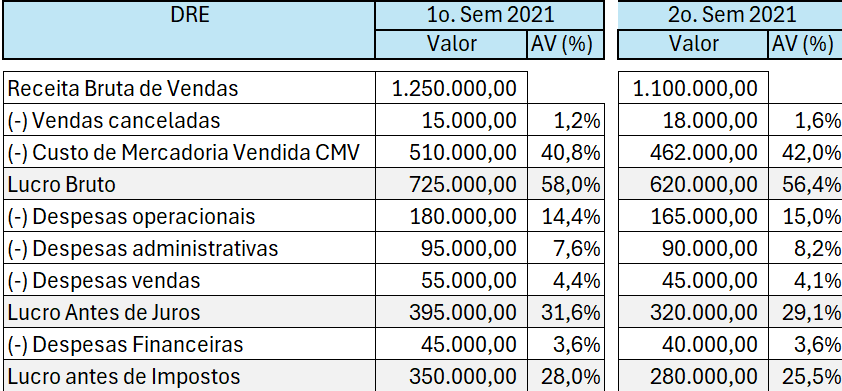 DRE 1o. Sem 2021 2o. Sem 2021
Valor AV (%) Valor AV (%)
Receita Bruta de Vendas 1.250.000,00 1.100.000,00
(-) Vendas canceladas 15.000,00 1,2% 18.000,00 1,6%
(-) Custo de Mercadoria Vendida CMV 510.000,00 40,8% 462.000,00 42,0%
Lucro Bruto 725.000,00 58,0% 620.000,00 56,4%
(-) Despesas operacionais 180.000,00 14,4% 165.000,00 15,0%
(-) Despesas administrativas 95.000,00 7,6% 90.000,00 8,2%
(-) Despesas vendas 55.000,00 4,4% 45.000,00 4,1%
Lucro Antes de Juros 395.000,00 31,6% 320.000,00 29,1%
(-) Despesas Financeiras 45.000,00 3,6% 40.000,00 3,6%
Lucro antes de Impostos 350.000,00 28,0% 280.000,00 25,5%